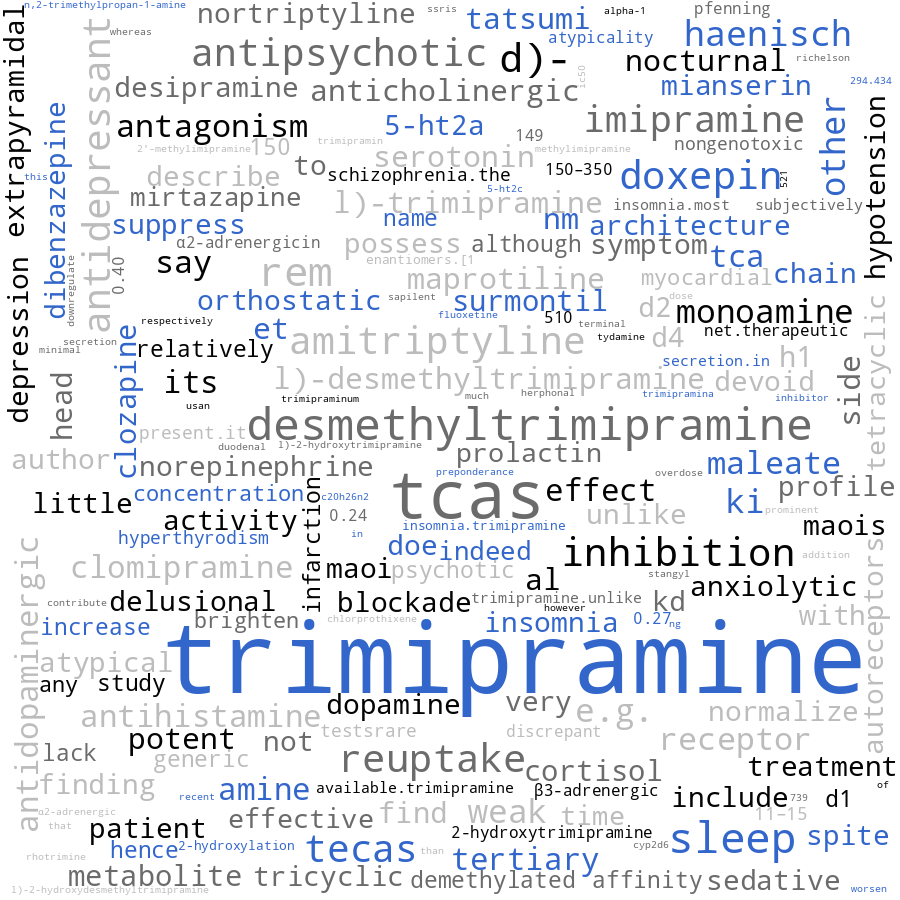 n,2-trimethylpropan-1-amine
nortriptyline
ssris
tatsumi
alpha-1
pfenning
whereas
antipsychotic
d)-
atypicality
haenisch
nocturnal
richelson
extrapyramidal
antidepressant
desipramine
anticholinergic
ic50
mianserin
294.434
dibenzazepine
antagonism
5-ht2a
149
imipramine
other
hypotension
2'-methylimipramine
150
trimipramin
serotonin
methylimipramine
nongenotoxic
this
describe
to
schizophrenia.the
150–350
doxepin
521
mirtazapine
l)-trimipramine
5-ht2c
insomnia.most
subjectively
suppress
name
nm
architecture
α2-adrenergicin
possess
although
symptom
tca
0.40
say
rem
enantiomers.[1
maprotiline
myocardial
chain
downregulate
orthostatic
sapilent
surmontil
d2
dose
monoamine
depression
respectively
et
fluoxetine
510
terminal
tydamine
d4
net.therapeutic
secretion
minimal
relatively
amitriptyline
secretion.in
h1
clozapine
its
l)-desmethyltrimipramine
devoid
side
tetracyclic
head
usan
trimipraminum
much
herphonal
trimipramina
inhibitor
present.it
desmethyltrimipramine
duodenal
l)-2-hydroxytrimipramine
author
norepinephrine
prolactin
preponderance
overdose
maleate
little
concentration
c20h26n2
tcas
effect
ki
profile
prominent
activity
0.24
insomnia.trimipramine
unlike
maois
hyperthyrodism
infarction
in
doe
indeed
inhibition
addition
clomipramine
maoi
psychotic
al
stangyl
anxiolytic
contribute
delusional
blockade
trimipramine.unlike
however
kd
with
autoreceptors
increase
brighten
chlorprothixene
insomnia
0.27
ng
antidopaminergic
atypical
trimipramine
any
study
antihistamine
dopamine
very
e.g.
normalize
testsrare
discrepant
potent
not
receptor
lack
generic
reuptake
cortisol
treatment
finding
recent
amine
available.trimipramine
β3-adrenergic
include
739
d1
of
α2-adrenergic
that
patient
effective
find
weak
time
11–15
2-hydroxytrimipramine
cyp2d6
sleep
spite
rhotrimine
hence
2-hydroxylation
tecas
than
tertiary
metabolite
tricyclic
demethylated
affinity
sedative
l)-2-hydroxydesmethyltrimipramine
worsen